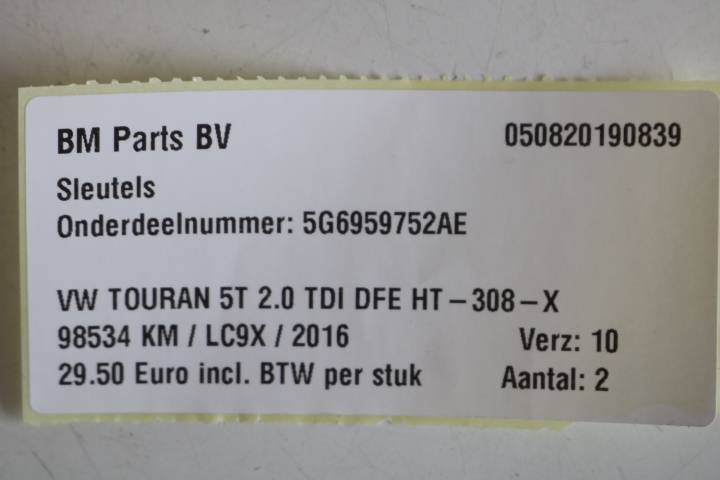 BM Parts BV 050820190839
Sleutels
Onderdeelnummer: 5G6959752AE
VW TOURAN 5T 2.0 TDI DFE HT-308-X
98534 KM / LC9X / 2016 Verz: 10
29.50 Euro incl. BTW per stuk Aantal: 2